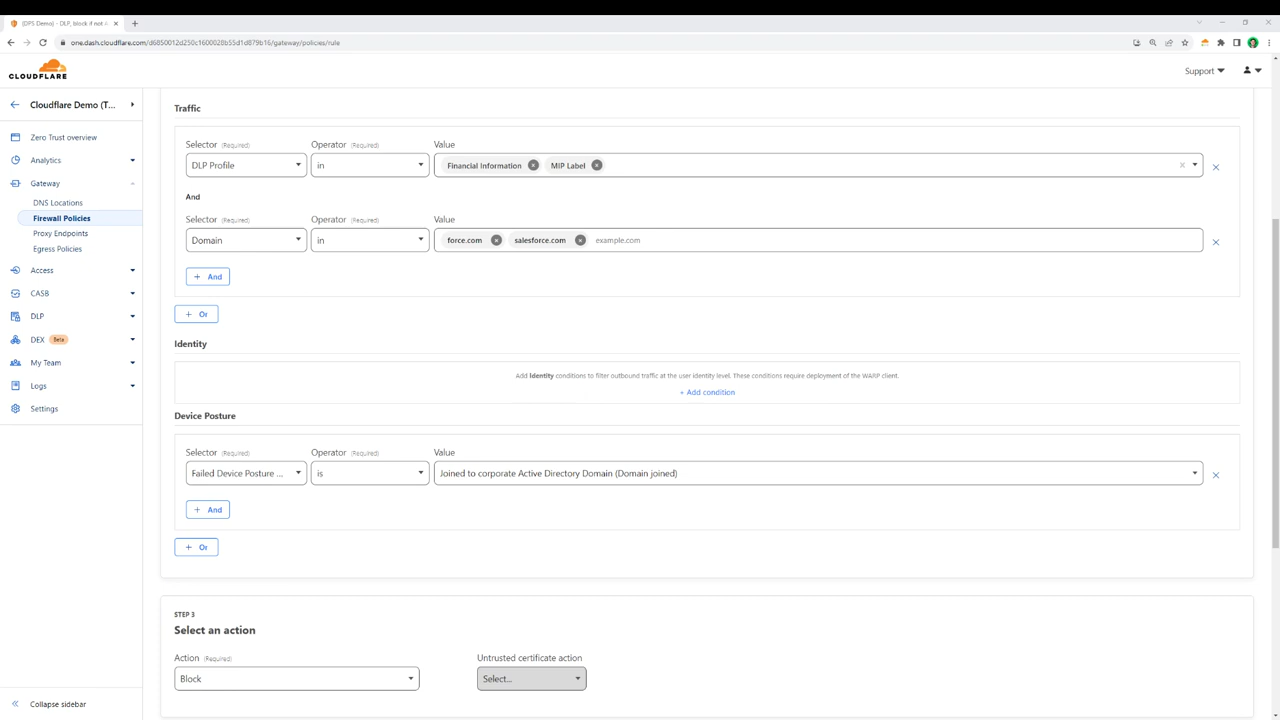 (DPS Demo) - DLP, block if not A
one.dash.cloudflare.com/d6850012d250c1600028b55d1d879b16/gateway/policies/rule
CLOUDFLARE
Support
Cloudflare Demo (T...
Zero Trust overview
Analytics
Gateway
DNS Locations
Firewall Policies
Proxy Endpoints
Egress Policies
Access
CASB
DLP
DEX Beta
My Team
Logs
Settings
Collapse sidebar
Traffic
Selector (Required) Operator (Required) Value
DLP Profile in Financial Information MIP Label
And
Selector (Required) Operator (Required) Value
Domain in force.com salesforce.com example.com
+ And
+ Or
Identity
Add Identity conditions to filter outbound traffic at the user identity level. These conditions require deployment of the WARP client.
+ Add condition
Device Posture
Selector (Required) Operator (Required) Value
Failed Device Posture ... is Joined to corporate Active Directory Domain (Domain joined)
+ And
+ Or
STEP 3
Select an action
Action (Required) Untrusted certificate action
Block Select...